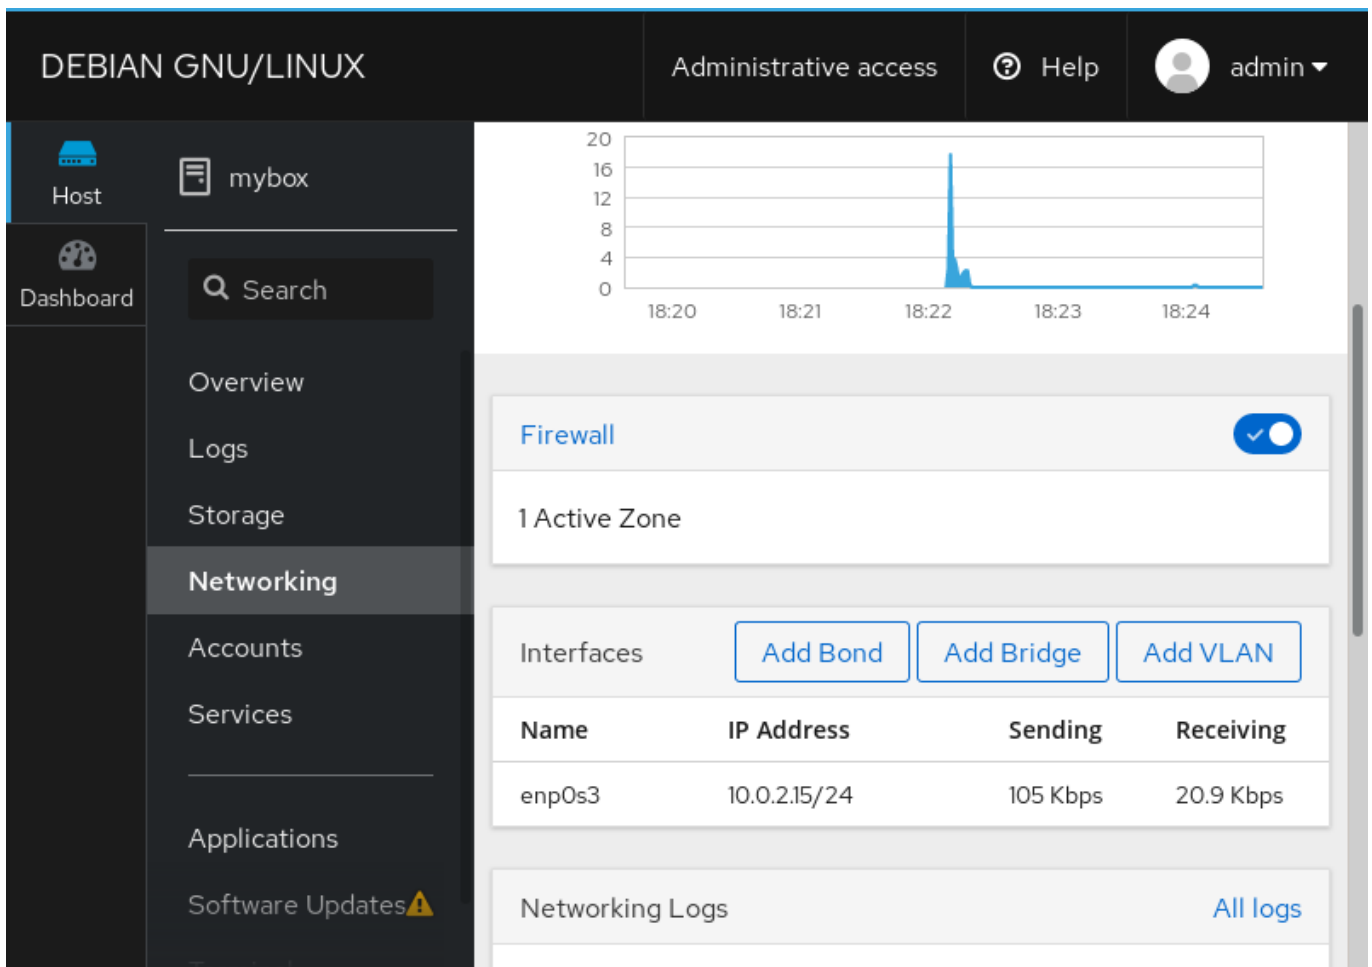 DEBIAN GNU/LINUX
Administrative access
Help
admin
Host
Dashboard
mybox
Search
Overview
Logs
Storage
Networking
Accounts
Services
Applications
Software Updates
20
16
12
8
4
0
18:20 18:21 18:22 18:23 18:24
Firewall
1 Active Zone
Interfaces Add Bond Add Bridge Add VLAN
Name IP Address Sending Receiving
enp0s3 10.0.2.15/24 105 Kbps 20.9 Kbps
Networking Logs All logs